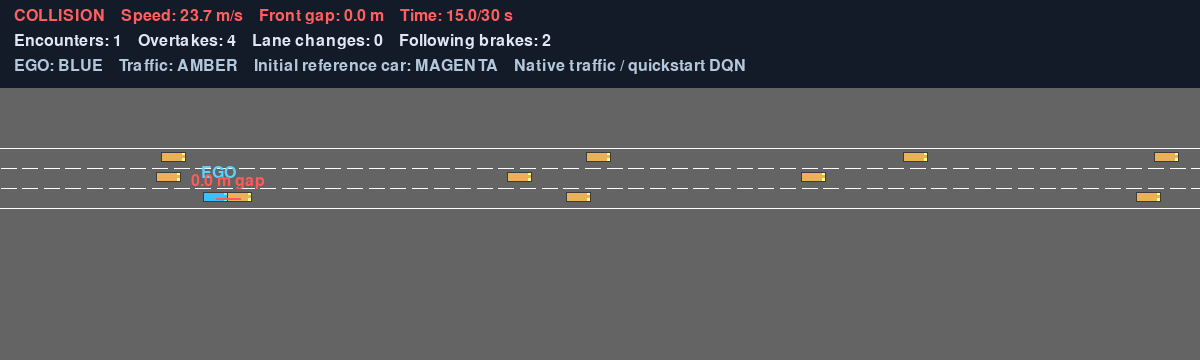 COLLISION Speed: 23.7 m/s Front gap: 0.0 m Time: 15.0/30 s
Encounters: 1 Overtakes: 4 Lane changes: 0 Following brakes: 2
EGO: BLUE Traffic: AMBER Initial reference car: MAGENTA Native traffic / quickstart DQN
EGO
0.0 m gap